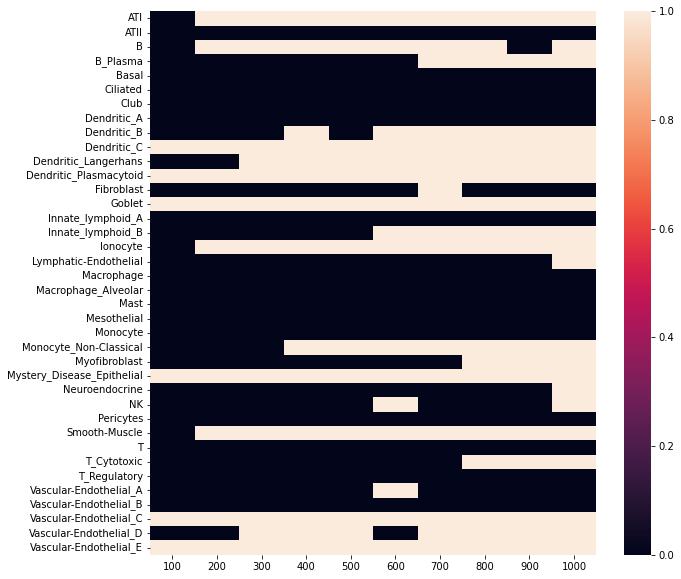 ATI
ATII
B
B_Plasma
Basal
Ciliated
Club
Dendritic_A
Dendritic_B
Dendritic_C
Dendritic_Langerhans
Dendritic_Plasmacytoid
Fibroblast
Goblet
Innate_lymphoid_A
Innate_lymphoid_B
Ionocyte
Lymphatic-Endothelial
Macrophage
Macrophage_Alveolar
Mast
Mesothelial
Monocyte
Monocyte_Non-Classical
Myofibroblast
Mystery_Disease_Epithelial
Neuroendocrine
NK
Pericytes
Smooth-Muscle
T
T_Cytotoxic
T_Regulatory
Vascular-Endothelial_A
Vascular-Endothelial_B
Vascular-Endothelial_C
Vascular-Endothelial_D
Vascular-Endothelial_E
100 200 300 400 500 600 700 800 900 1000
1.0
0.8
0.6
0.4
0.2
0.0